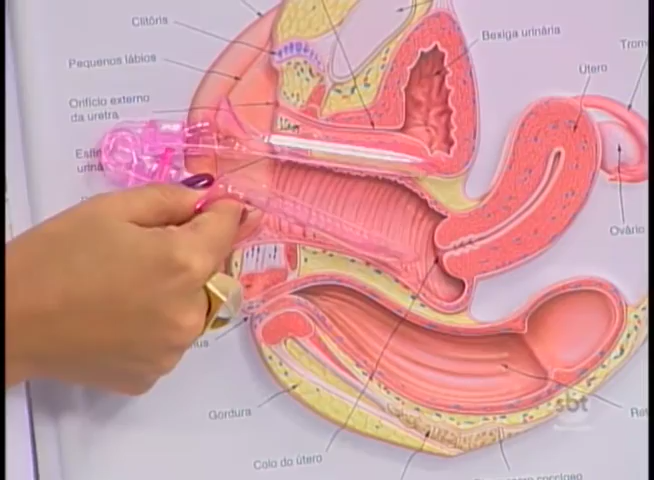 Clitóris
Pequenos lábios
Orifício externo
da uretra
Bexiga urinária
Útero
Ovário
Gordura
Colo do útero
sbt